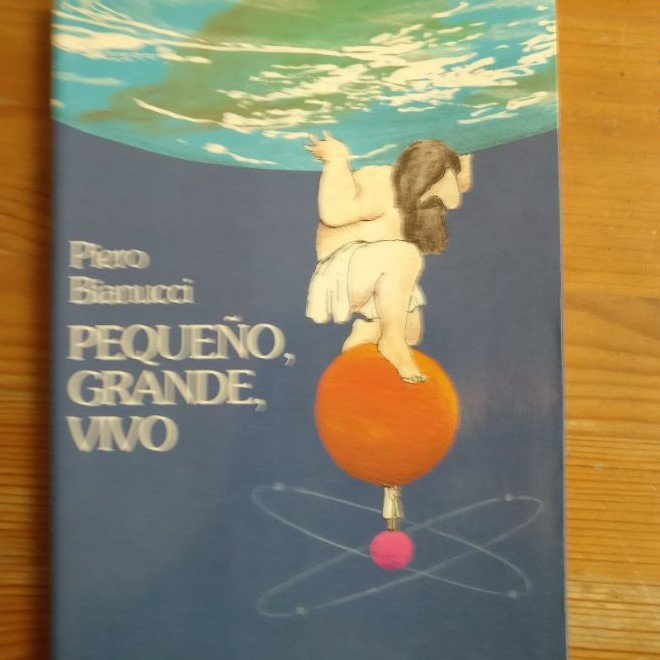 Piero
Bianucci
PEQUEÑO,
GRANDE,
VIVO